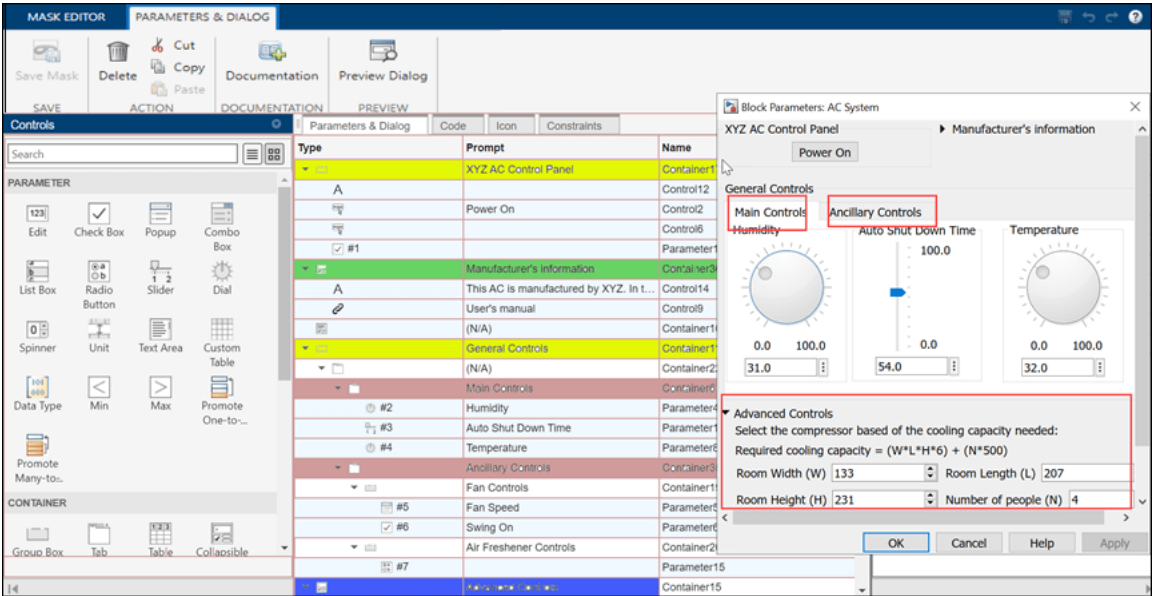 MASK EDITOR PARAMETERS & DIALOG
Save Mask Delete Cut Copy Paste Documentation Preview Dialog
SAVE ACTION DOCUMENTATION PREVIEW
Controls
Search
PARAMETER
Edit Check Box Popup Combo Box
List Box Radio Button Slider Dial
Spinner Unit Text Area Custom Table
Data Type Min Max Promote One-to-...
Promote Many-to-..
CONTAINER
Group Box Tab Table Collapsible
Parameters & Dialog Code Icon Constraints
Type Prompt Name
XYZ AC Control Panel Container1
A Control12
Power On Control2
Control6
#1 Parameter1
Manufacturer's information Container3
A This AC is manufactured by XYZ. In t... Control14
User's manual Control9
(N/A) Container1
General Controls Container1
(N/A) Container2
Main Controls Container6
#2 Humidity Parameter4
#3 Auto Shut Down Time Parameter1
#4 Temperature Parameter8
Ancillary Controls Container3
Fan Controls Container1
#5 Fan Speed Parameter5
#6 Swing On Parameter6
Air Freshener Controls Container2
#7 Parameter15
Advanced Controls Container15
Block Parameters: AC System
XYZ AC Control Panel Manufacturer's information
Power On
General Controls
Main Controls Ancillary Controls
Humidity Auto Shut Down Time Temperature
100.0
0.0 100.0 0.0 0.0 100.0
31.0 54.0 32.0
Advanced Controls
Select the compressor based of the cooling capacity needed:
Required cooling capacity = (W*L*H*6) + (N*500)
Room Width (W) 133 Room Length (L) 207
Room Height (H) 231 Number of people (N) 4
OK Cancel Help Apply